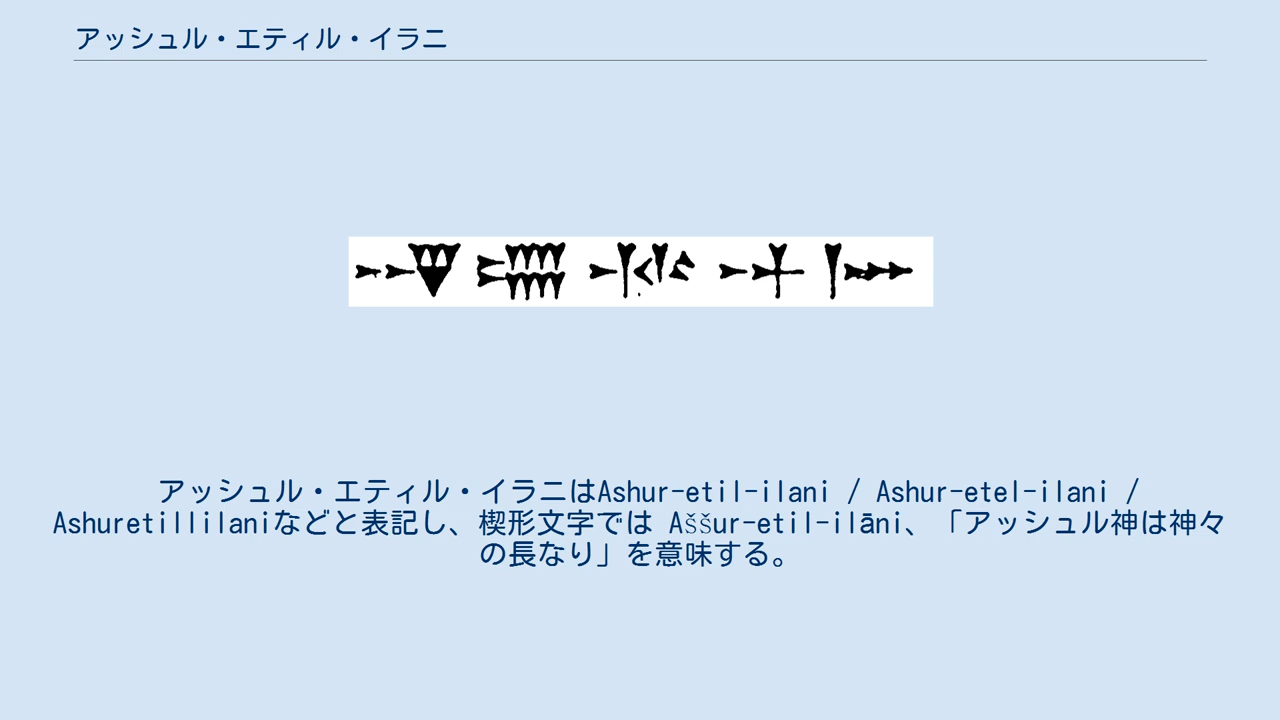 アッシュル・エティル・イラニ
アッシュル・エティル・イラニはAshur-etil-ilani / Ashur-etel-ilani /
Ashuretillilaniなどと表記し、楔形文字では Aššur-etil-ilāni、「アッシュル神は神々
の長なり」を意味する。